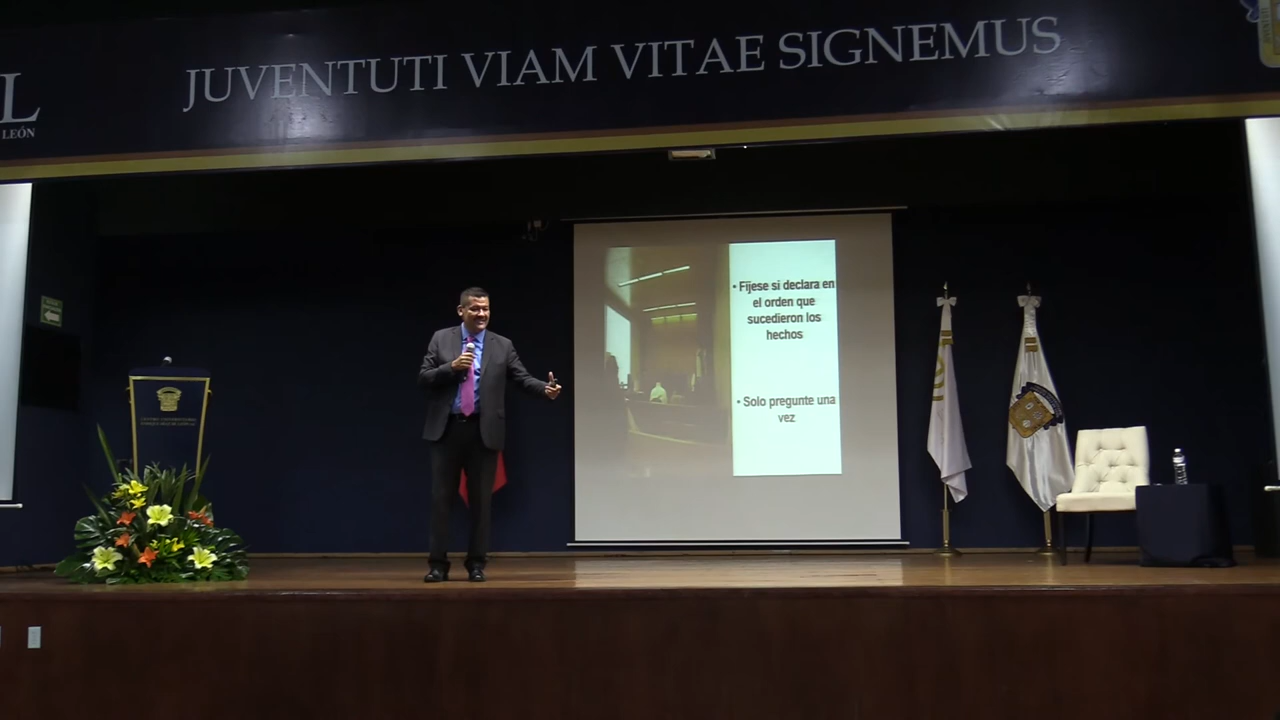 JUVENTUTI VIAM VITAE SIGNEMUS
L
LEÓN
• Fíjese si declara en
el orden que
sucedieron los
hechos
• Solo pregunte una
vez